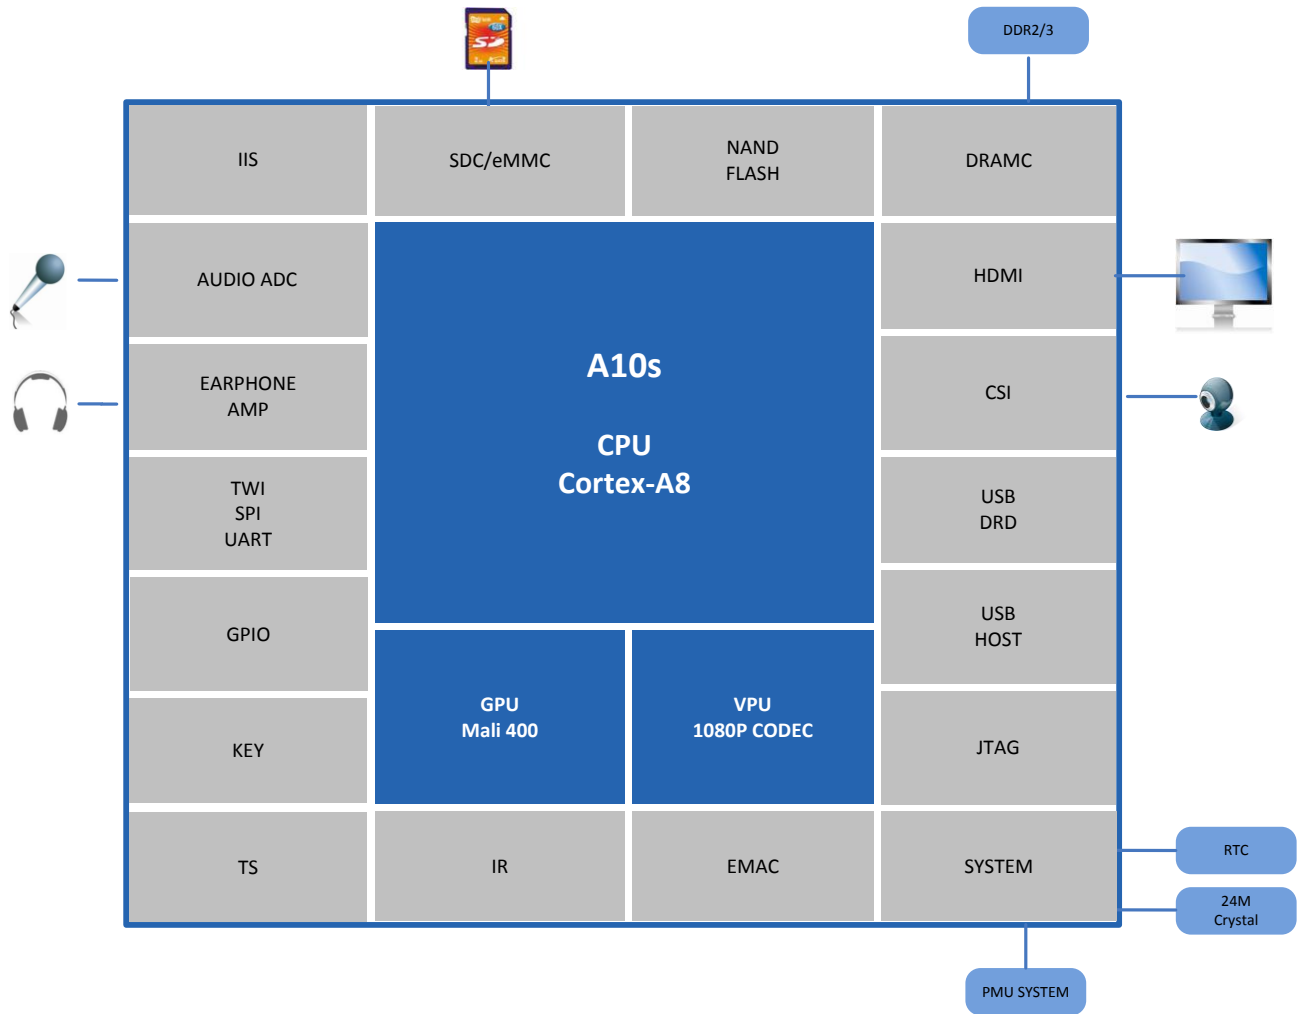 DDR2/3
IIS
SDC/eMMC
NAND
FLASH
DRAMC
AUDIO ADC
HDMI
A10s
CPU
Cortex-A8
EARPHONE
AMP
CSI
TWI
SPI
UART
USB
DRD
GPIO
USB
HOST
GPU
Mali 400
VPU
1080P CODEC
KEY
JTAG
TS
IR
EMAC
SYSTEM
RTC
24M
Crystal
PMU SYSTEM